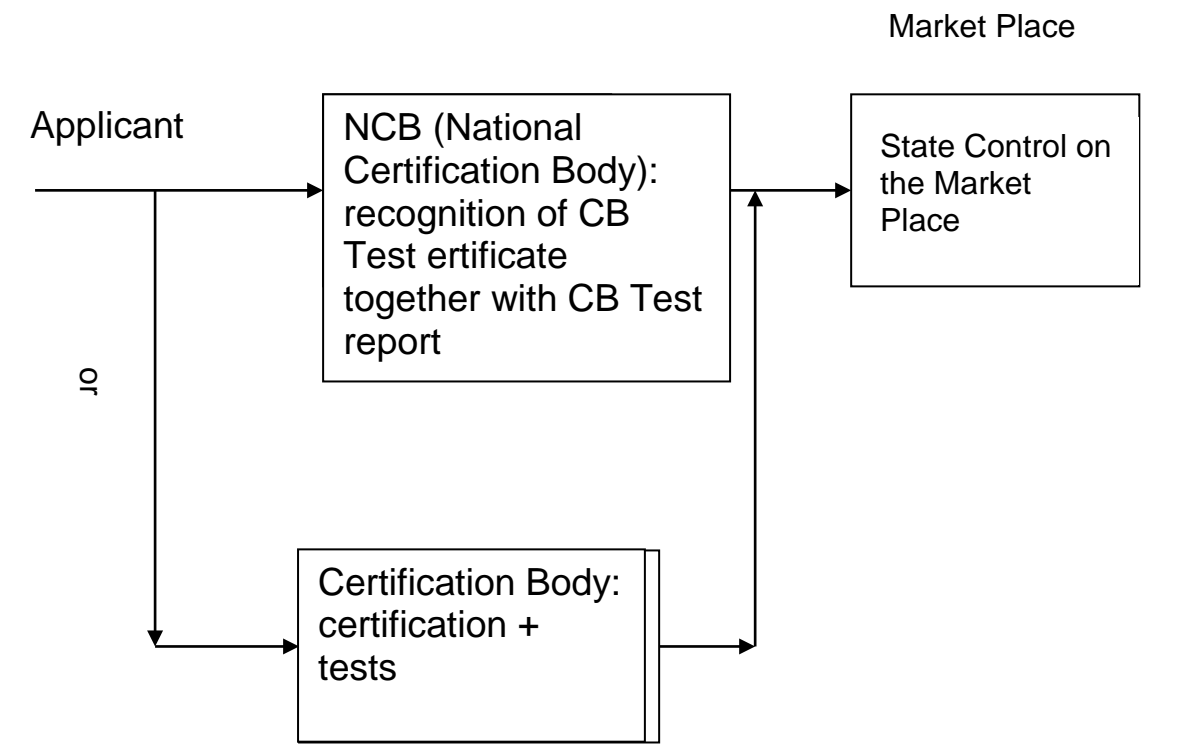 Market Place
Applicant
NCB (National
Certification Body):
recognition of CB
Test ertificate
together with CB Test
report
State Control on
the Market
Place
or
Certification Body:
certification +
tests